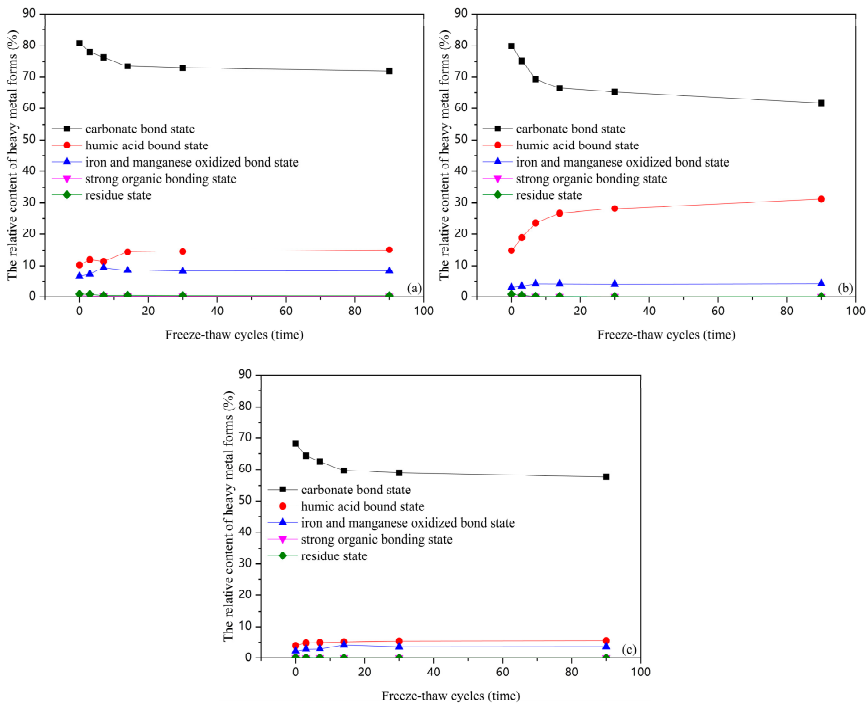 The relative content of heavy metal forms (%)
90
80
70
60
50
40
30
20
10
0
carbonate bond state
humic acid bound state
iron and manganese oxidized bond state
strong organic bonding state
residue state
(a)
0 20 40 60 80 100
Freeze-thaw cycles (time)
The relative content of heavy metal forms (%)
90
80
70
60
50
40
30
20
10
0
carbonate bond state
humic acid bound state
iron and manganese oxidized bond state
strong organic bonding state
residue state
(b)
0 20 40 60 80 100
Freeze-thaw cycles (time)
The relative content of heavy metal forms (%)
90
80
70
60
50
40
30
20
10
0
carbonate bond state
humic acid bound state
iron and manganese oxidized bond state
strong organic bonding state
residue state
(c)
0 20 40 60 80 100
Freeze-thaw cycles (time)